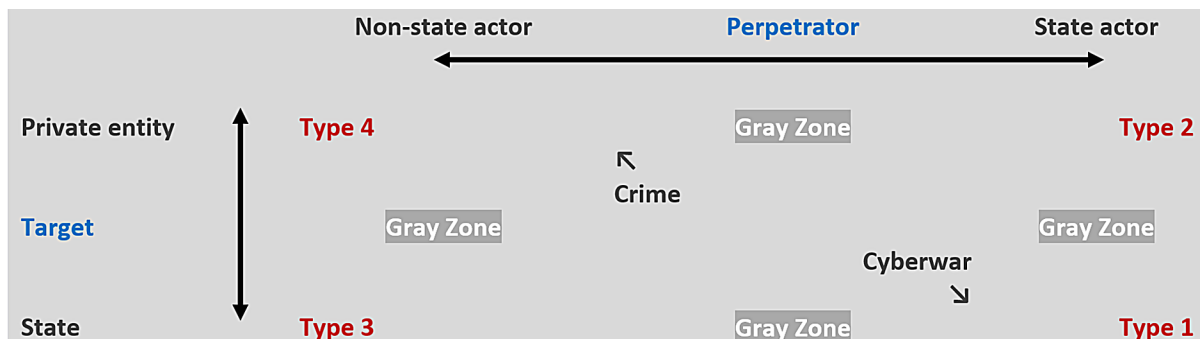 Non-state actor Perpetrator State actor
Private entity Type 4 Gray Zone Type 2
Crime
Target Gray Zone Gray Zone
Cyberwar
State Type 3 Gray Zone Type 1